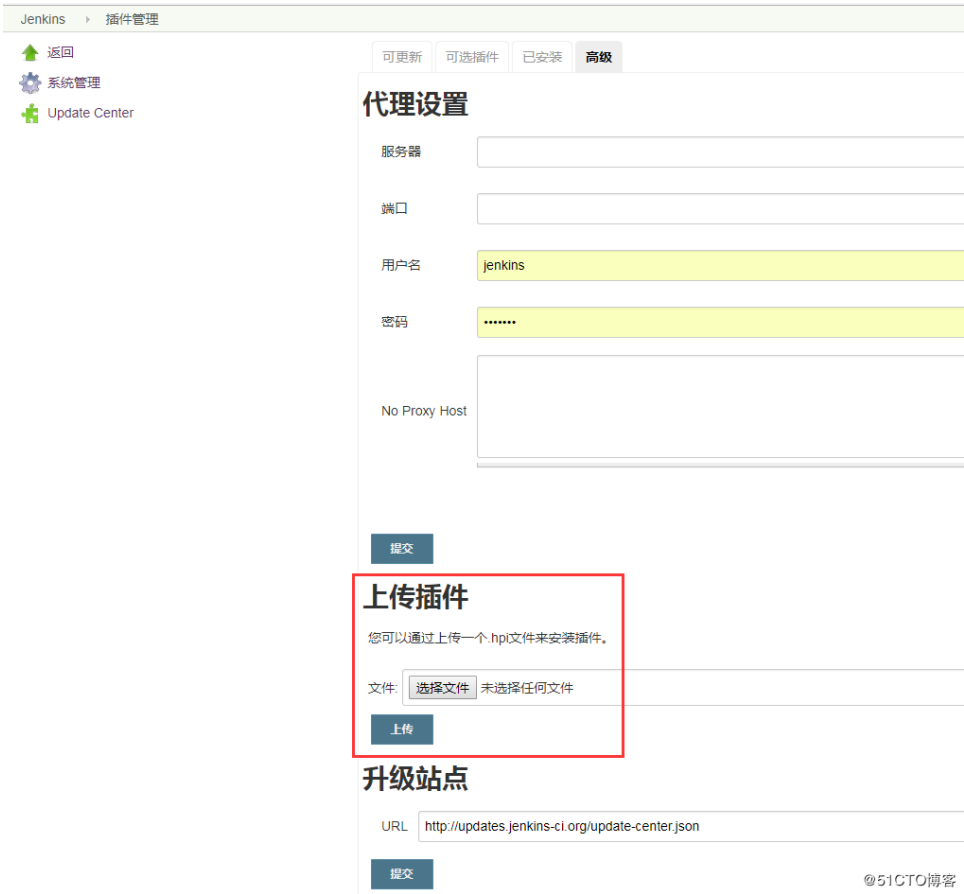 Jenkins 插件管理
返回
系统管理
Update Center
可更新 可选插件 已安装 高级
代理设置
服务器
端口
用户名 jenkins
密码 •••••••
No Proxy Host
提交
上传插件
您可以通过上传一个.hpi文件来安装插件。
文件: 选择文件 未选择任何文件
上传
升级站点
URL http://updates.jenkins-ci.org/update-center.json
提交
@51CTO博客